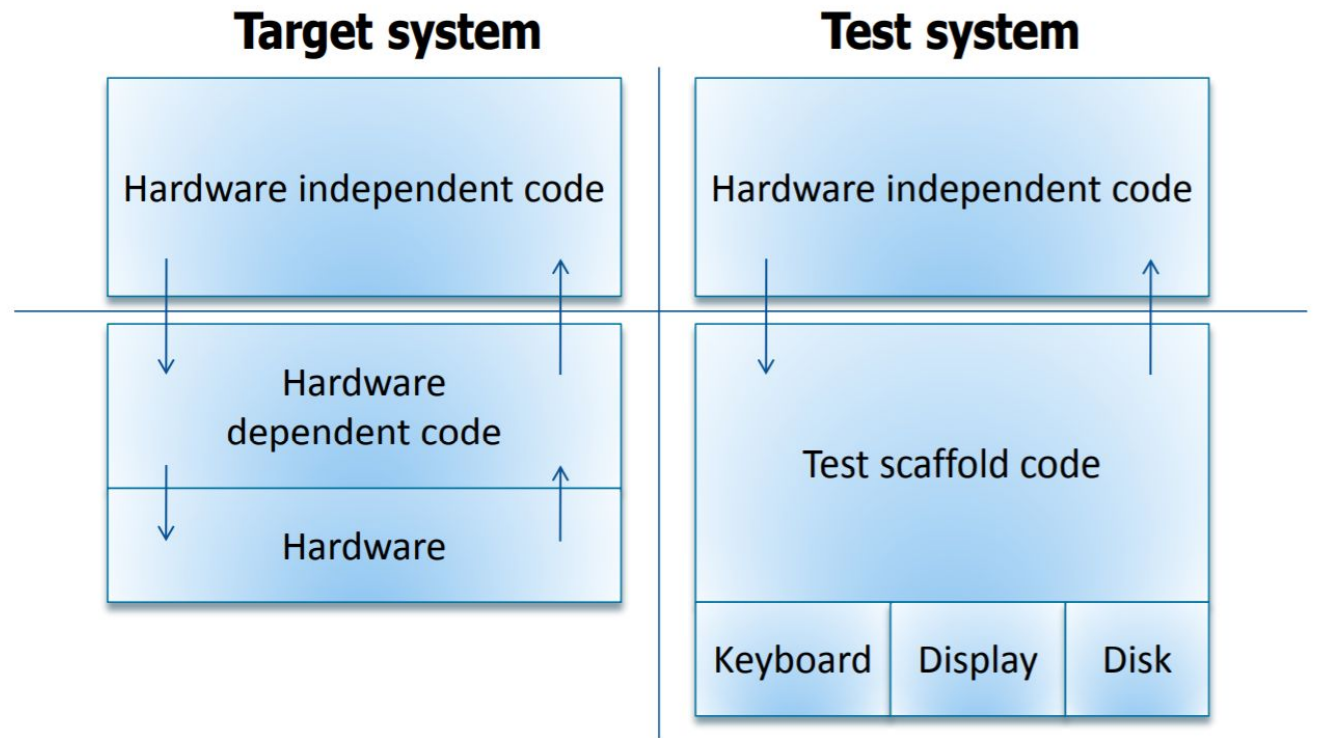 Target system
Test system
Hardware independent code
Hardware independent code
Hardware
dependent code
Hardware
Test scaffold code
Keyboard
Display
Disk